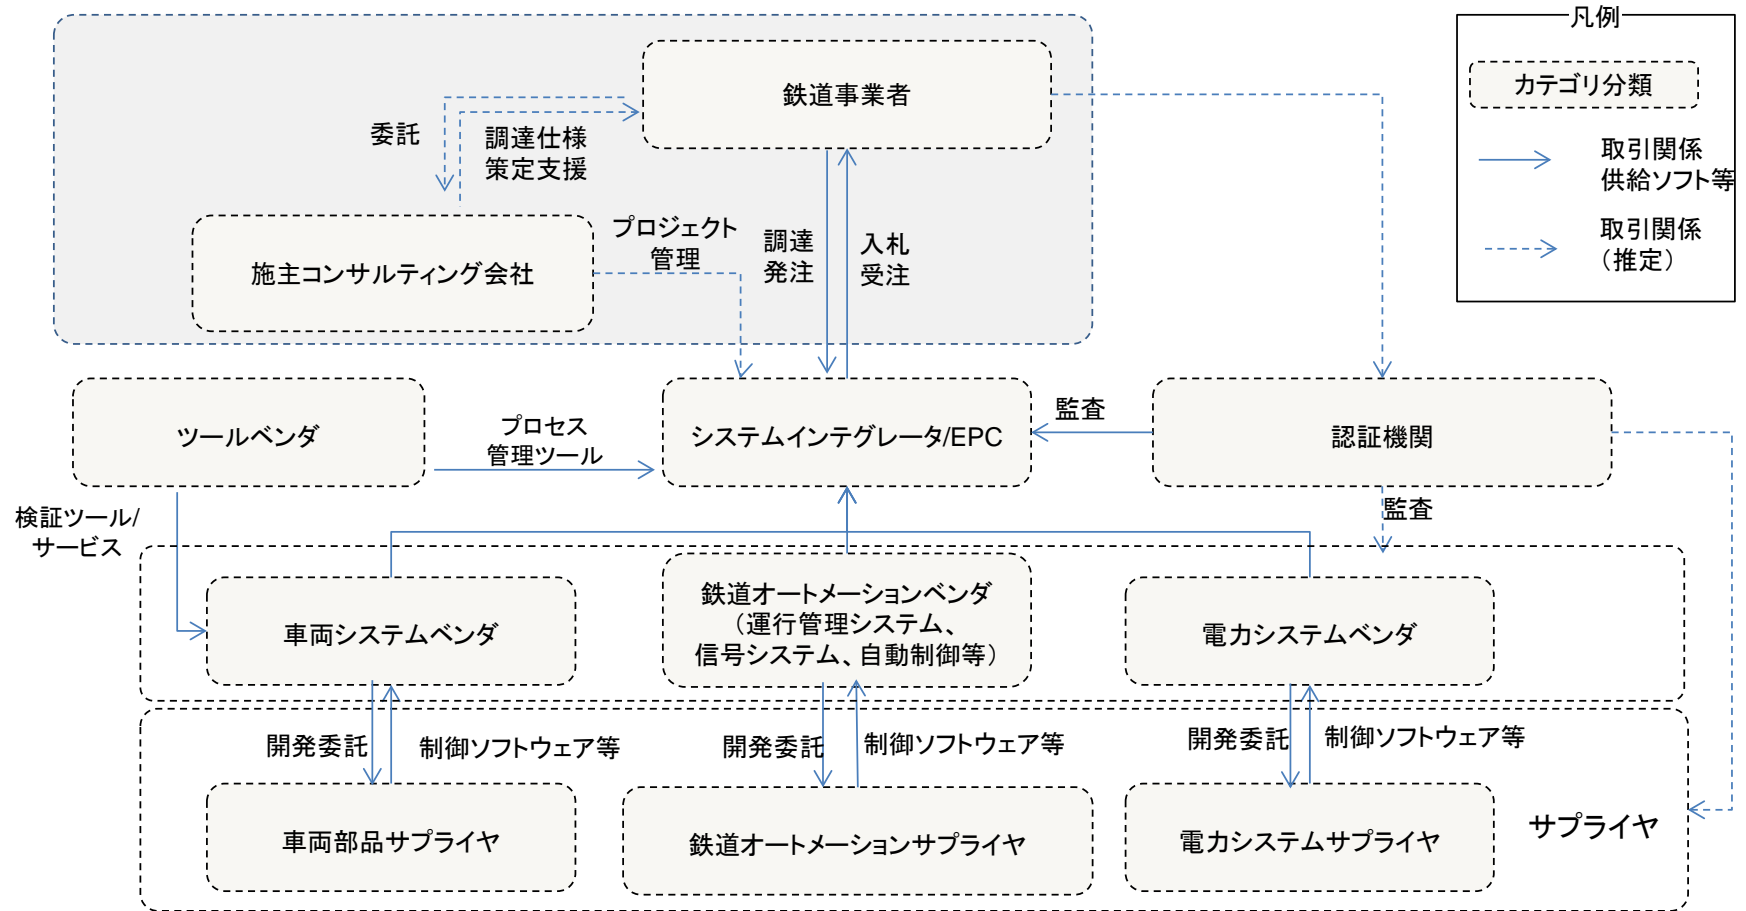 凡例
鉄道事業者
カテゴリ分類
委託
調達仕様
策定支援
取引関係
供給ソフト等
施主コンサルティング会社
プロジェクト
管理
調達
発注
入札
受注
取引関係
（推定）
ツールベンダ
プロセス
管理ツール
システムインテグレータ/EPC
監査
認証機関
検証ツール/
サービス
監査
車両システムベンダ
鉄道オートメーションベンダ
（運行管理システム、
信号システム、自動制御等）
電力システムベンダ
開発委託
制御ソフトウェア等
開発委託
制御ソフトウェア等
開発委託
制御ソフトウェア等
車両部品サプライヤ
鉄道オートメーションサプライヤ
電力システムサプライヤ
サプライヤ